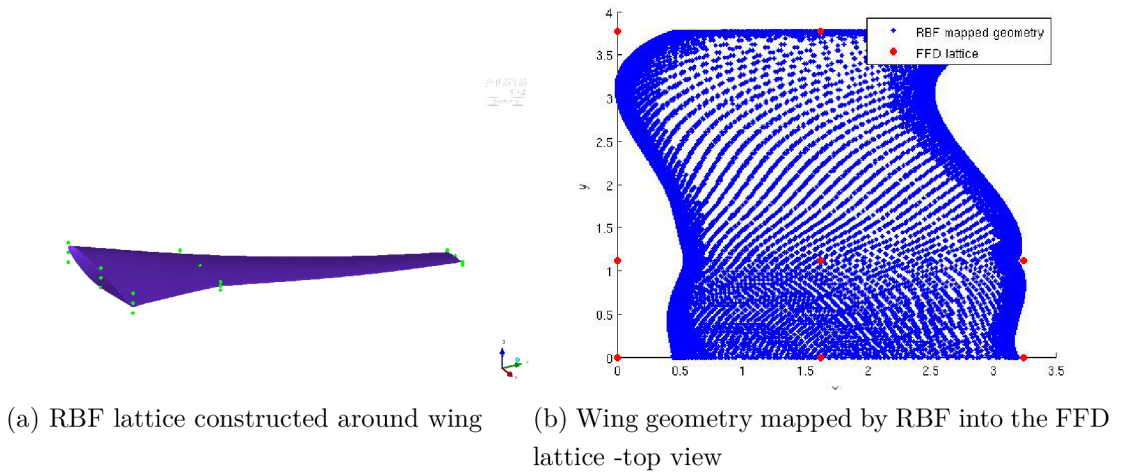 4
3.5
3
2.5
2
1.5
1
0.5
0
y
RBF mapped geometry
FFD lattice
0 0.5 1 1.5 2 2.5 3 3.5
(a) RBF lattice constructed around wing
(b) Wing geometry mapped by RBF into the FFD
lattice -top view